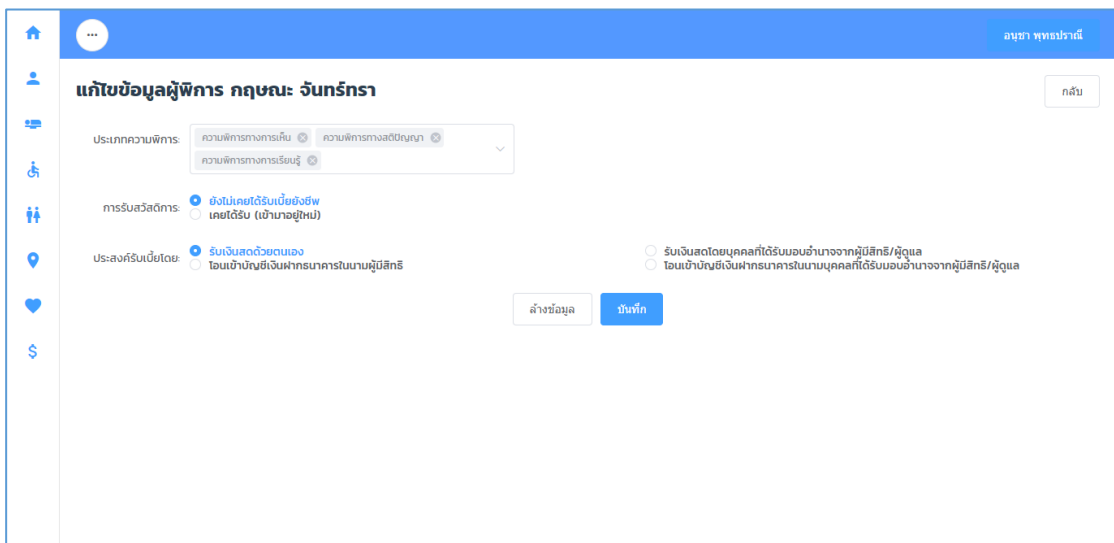 ...
อนุชา พุทธปราณี
แก้ไขข้อมูลผู้พิการ กฤษณะ จันทร์ทรา
กลับ
ประเภทความพิการ: ความพิการทางการเห็น ความพิการทางสติปัญญา
ความพิการทางการเรียนรู้
การรับสวัสดิการ: ยังไม่เคยได้รับเบี้ยยังชีพ
เคยได้รับ (เข้ามาอยู่ใหม่)
ประสงค์รับเบี้ยโดย: รับเงินสดด้วยตนเอง รับเงินสดโดยบุคคลที่ได้รับมอบอำนาจจากผู้มีสิทธิ/ผู้ดูแล
โอนเข้าบัญชีเงินฝากธนาคารในนามผู้มีสิทธิ โอนเข้าบัญชีเงินฝากธนาคารในนามบุคคลที่ได้รับมอบอำนาจจากผู้มีสิทธิ/ผู้ดูแล
ล้างข้อมูล บันทึก